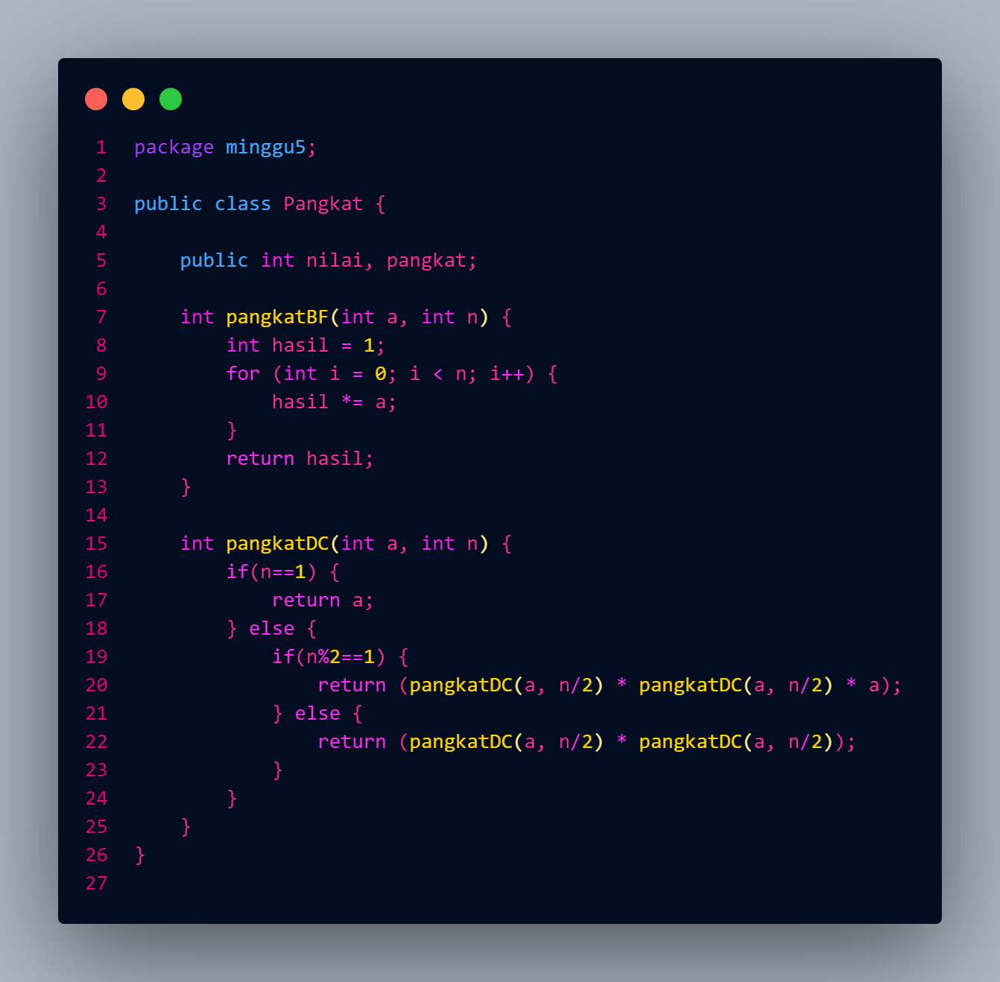 1 package minggu5;
2
3 public class Pangkat {
4
5     public int nilai, pangkat;
6
7     int pangkatBF(int a, int n) {
8         int hasil = 1;
9         for (int i = 0; i < n; i++) {
10             hasil *= a;
11         }
12         return hasil;
13     }
14
15     int pangkatDC(int a, int n) {
16         if(n==1) {
17             return a;
18         } else {
19             if(n%2==1) {
20                 return (pangkatDC(a, n/2) * pangkatDC(a, n/2) * a);
21             } else {
22                 return (pangkatDC(a, n/2) * pangkatDC(a, n/2));
23             }
24         }
25     }
26 }
27